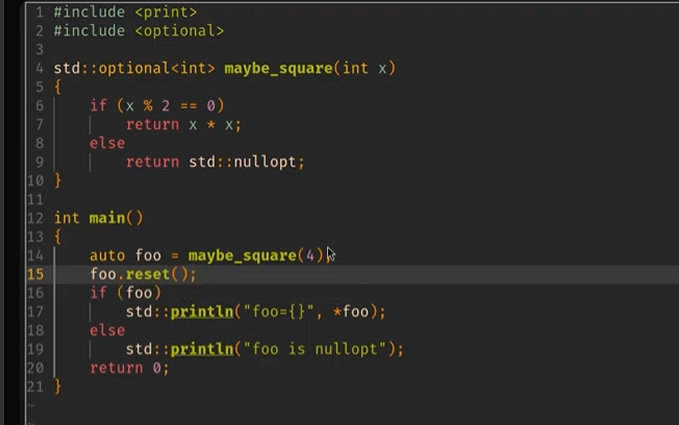 1 #include <print>
2 #include <optional>
3
4 std::optional<int> maybe_square(int x)
5 {
6     if (x % 2 == 0)
7         return x * x;
8     else
9         return std::nullopt;
10 }
11
12 int main()
13 {
14     auto foo = maybe_square(4);
15     foo.reset();
16     if (foo)
17         std::println("foo={}", *foo);
18     else
19         std::println("foo is nullopt");
20     return 0;
21 }
~